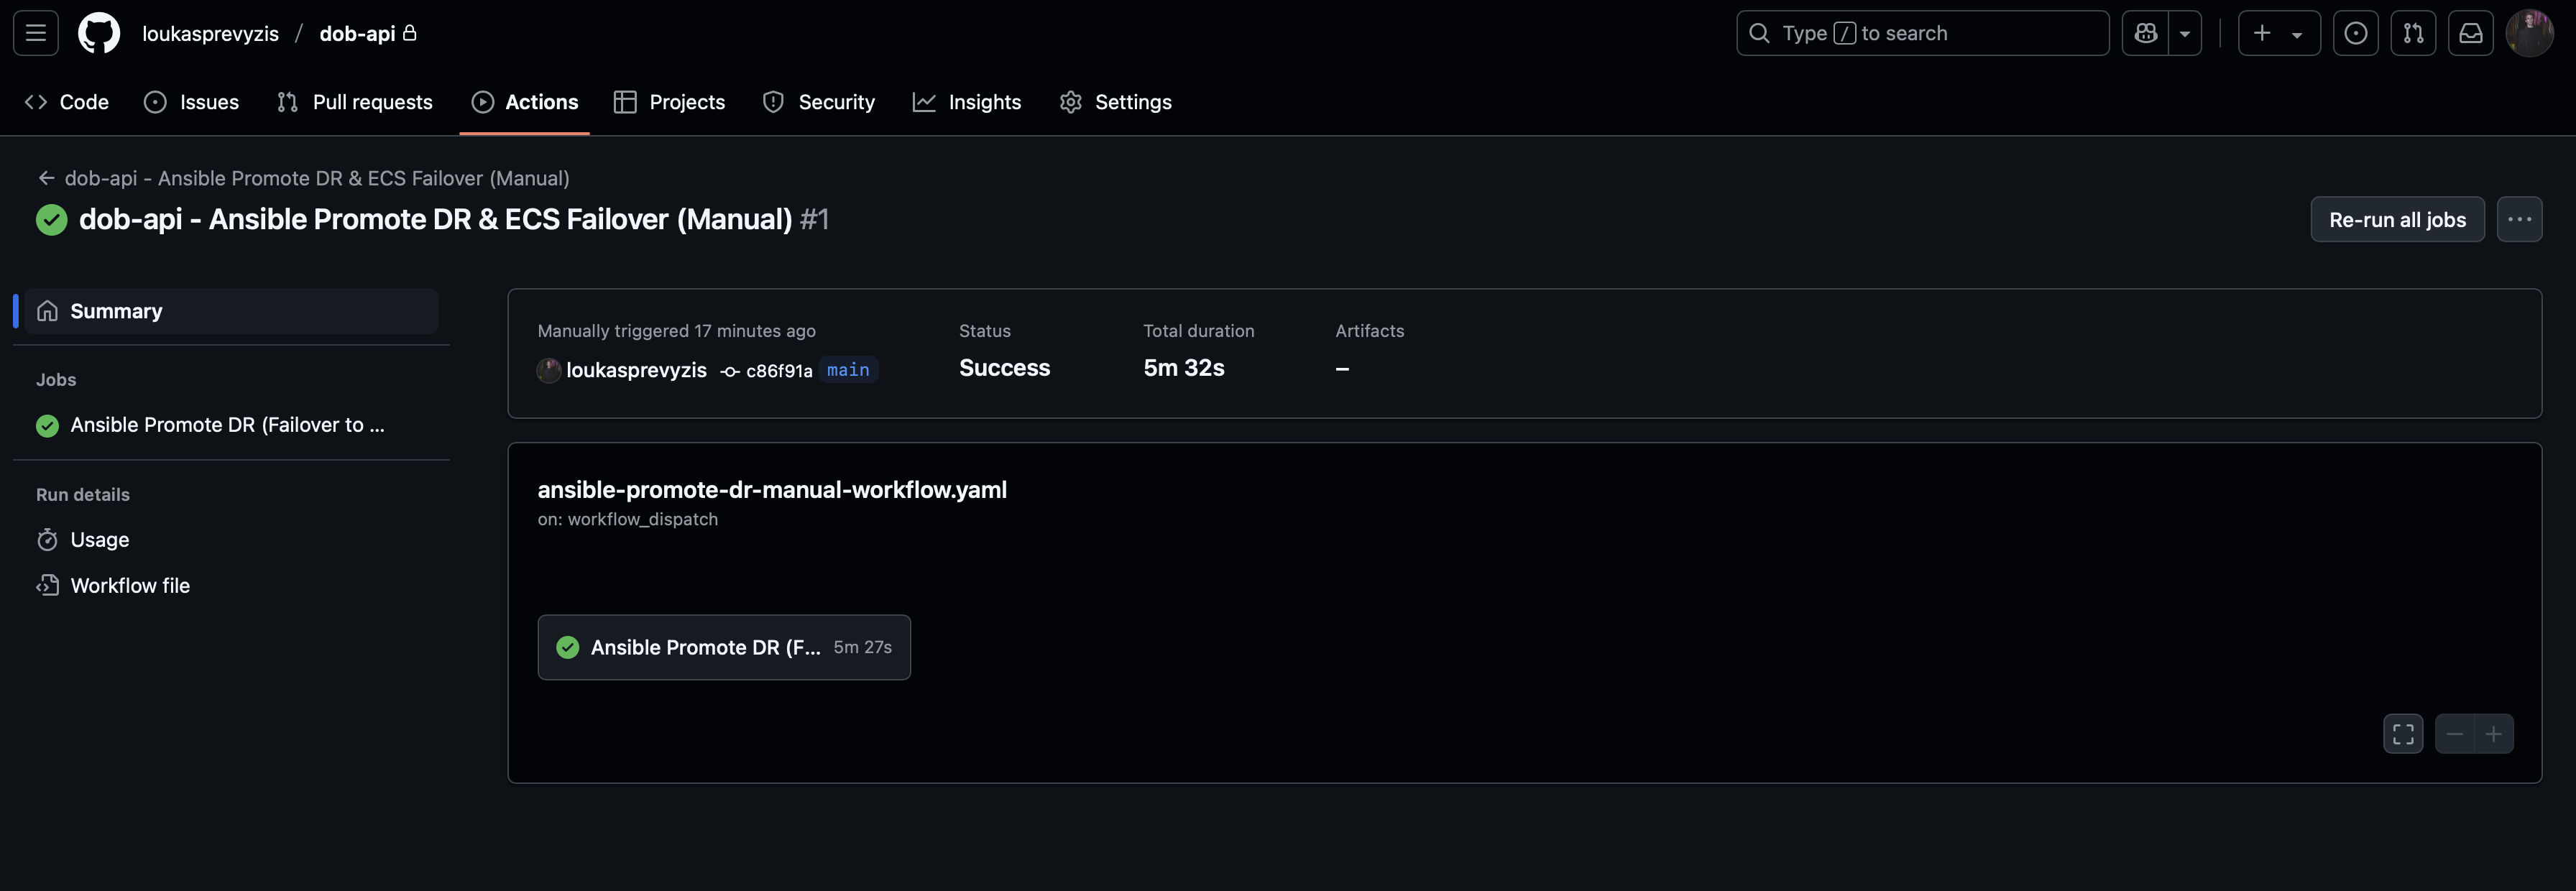 loukasprevyzis / dob-api
Type / to search
Code Issues Pull requests Actions Projects Security Insights Settings
dob-api - Ansible Promote DR & ECS Failover (Manual)
dob-api - Ansible Promote DR & ECS Failover (Manual) #1
Re-run all jobs
Summary
Jobs
Ansible Promote DR (Failover to ...
Run details
Usage
Workflow file
Manually triggered 17 minutes ago
loukasprevyzis c86f91a main
Status
Success
Total duration
5m 32s
Artifacts
–
ansible-promote-dr-manual-workflow.yaml
on: workflow_dispatch
Ansible Promote DR (F... 5m 27s